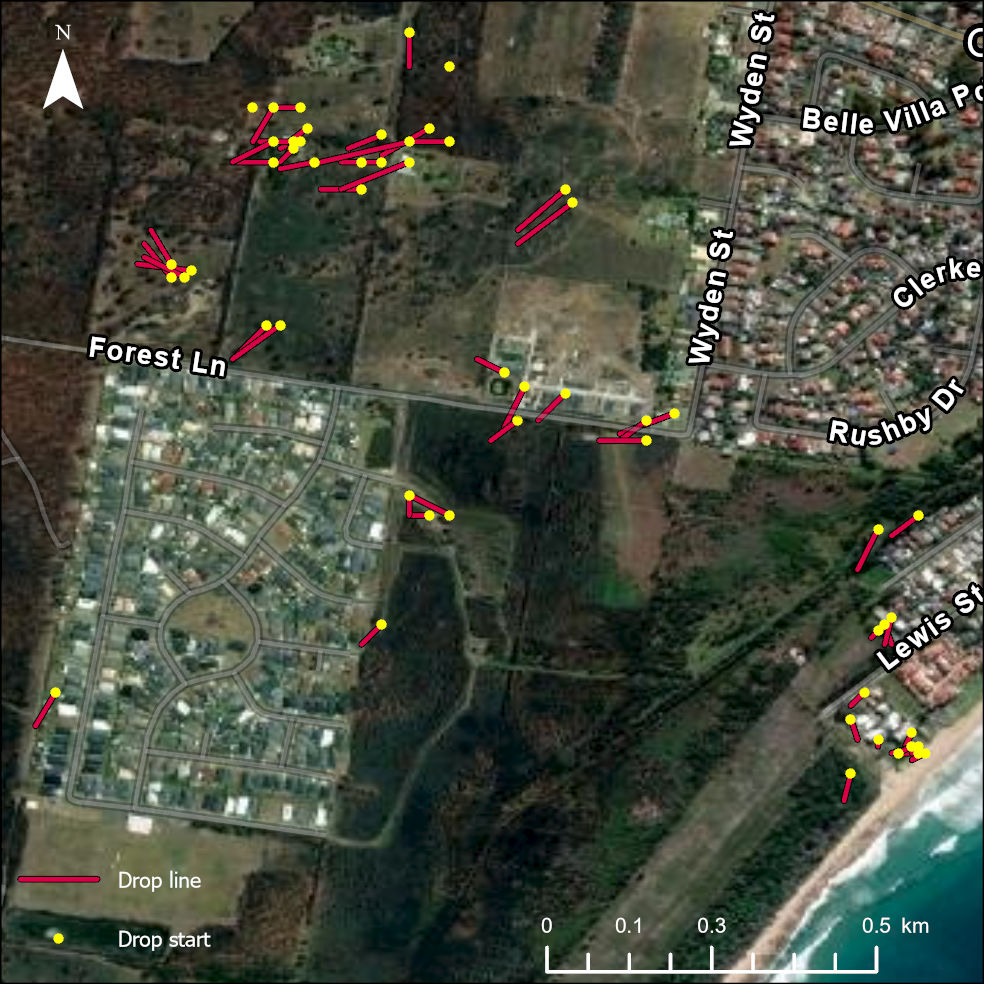 N
Wyden St
Belle Villa
Wyden St
Clerke
Forest Ln
Rushby Dr
Lewis St
Drop line
Drop start
0 0.1 0.3 0.5 km